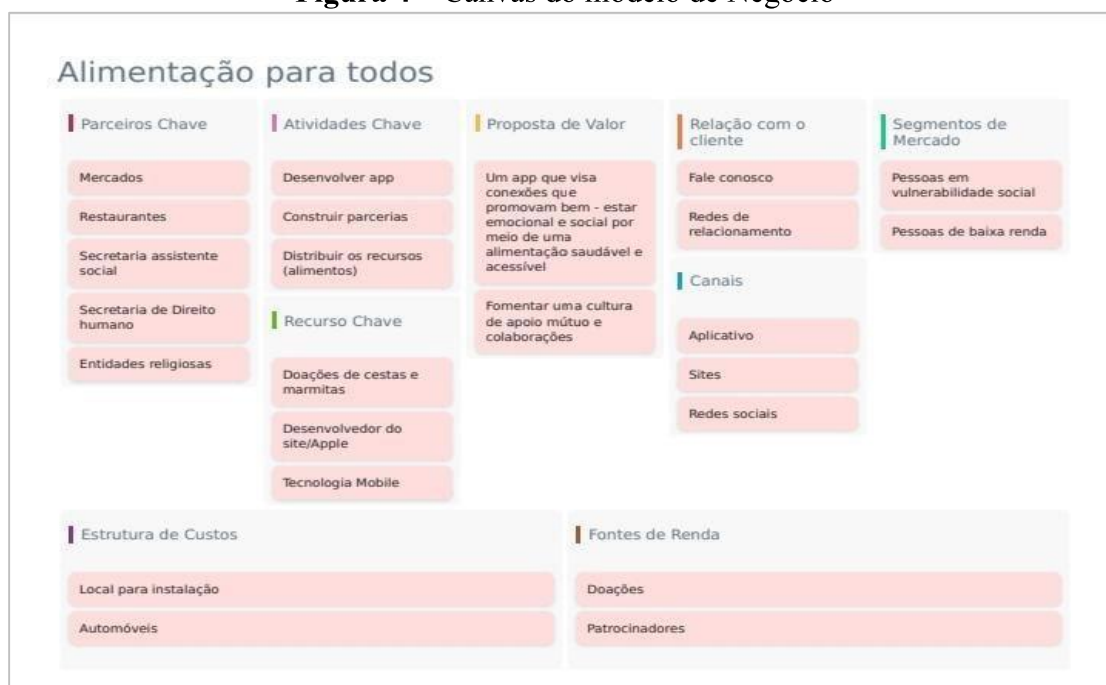 Alimentação para todos
Parceiros Chave
Mercados
Restaurantes
Secretaria assistente
social
Secretaria de Direito
humano
Entidades religiosas
Atividades Chave
Desenvolver app
Construir parcerias
Distribuir os recursos
(alimentos)
Recurso Chave
Doações de cestas e
marmitas
Desenvolvedor do
site/Apple
Tecnologia Mobile
Proposta de Valor
Um app que visa
conexões que
promovam bem - estar
emocional e social por
meio de uma
alimentação saudável e
acessível
Fomentar uma cultura
de apoio mútuo e
colaborações
Relação com o
cliente
Fale conosco
Redes de
relacionamento
Canais
Aplicativo
Sites
Redes sociais
Segmentos de
Mercado
Pessoas em
vulnerabilidade social
Pessoas de baixa renda
Estrutura de Custos
Local para instalação
Automóveis
Fontes de Renda
Doações
Patrocinadores